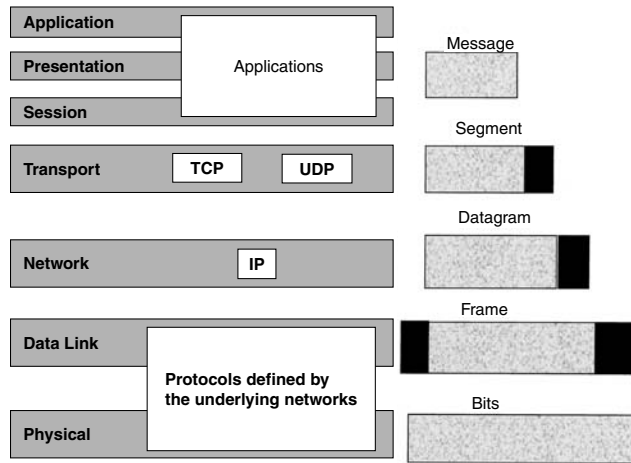 Application
Presentation
Applications
Session
Message
Segment
Transport
TCP
UDP
Datagram
Network
IP
Frame
Data Link
Protocols defined by
the underlying networks
Bits
Physical